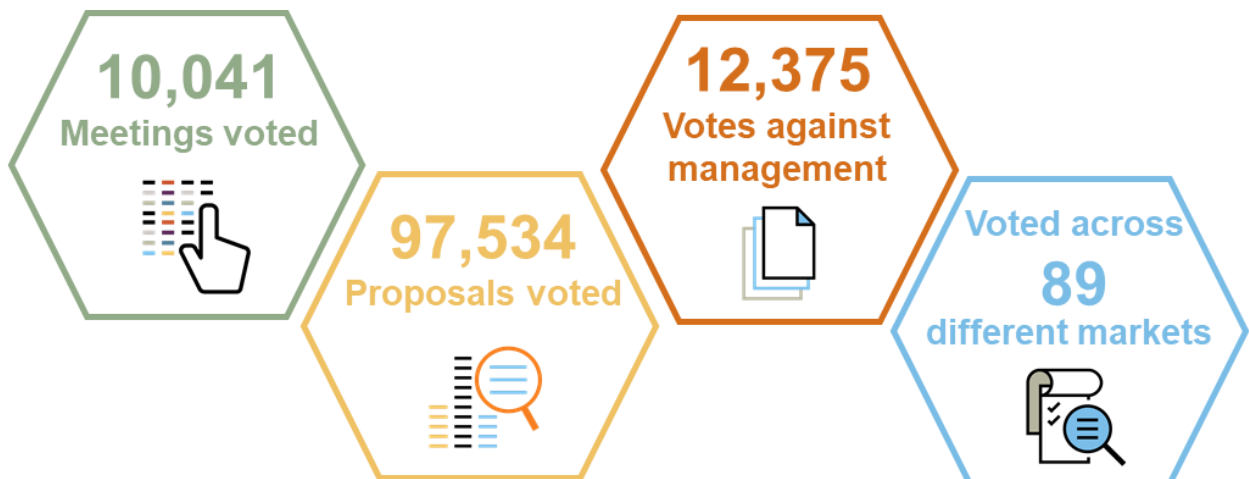 10,041
Meetings voted
97,534
Proposals voted
12,375
Votes against
management
Voted across
89
different markets